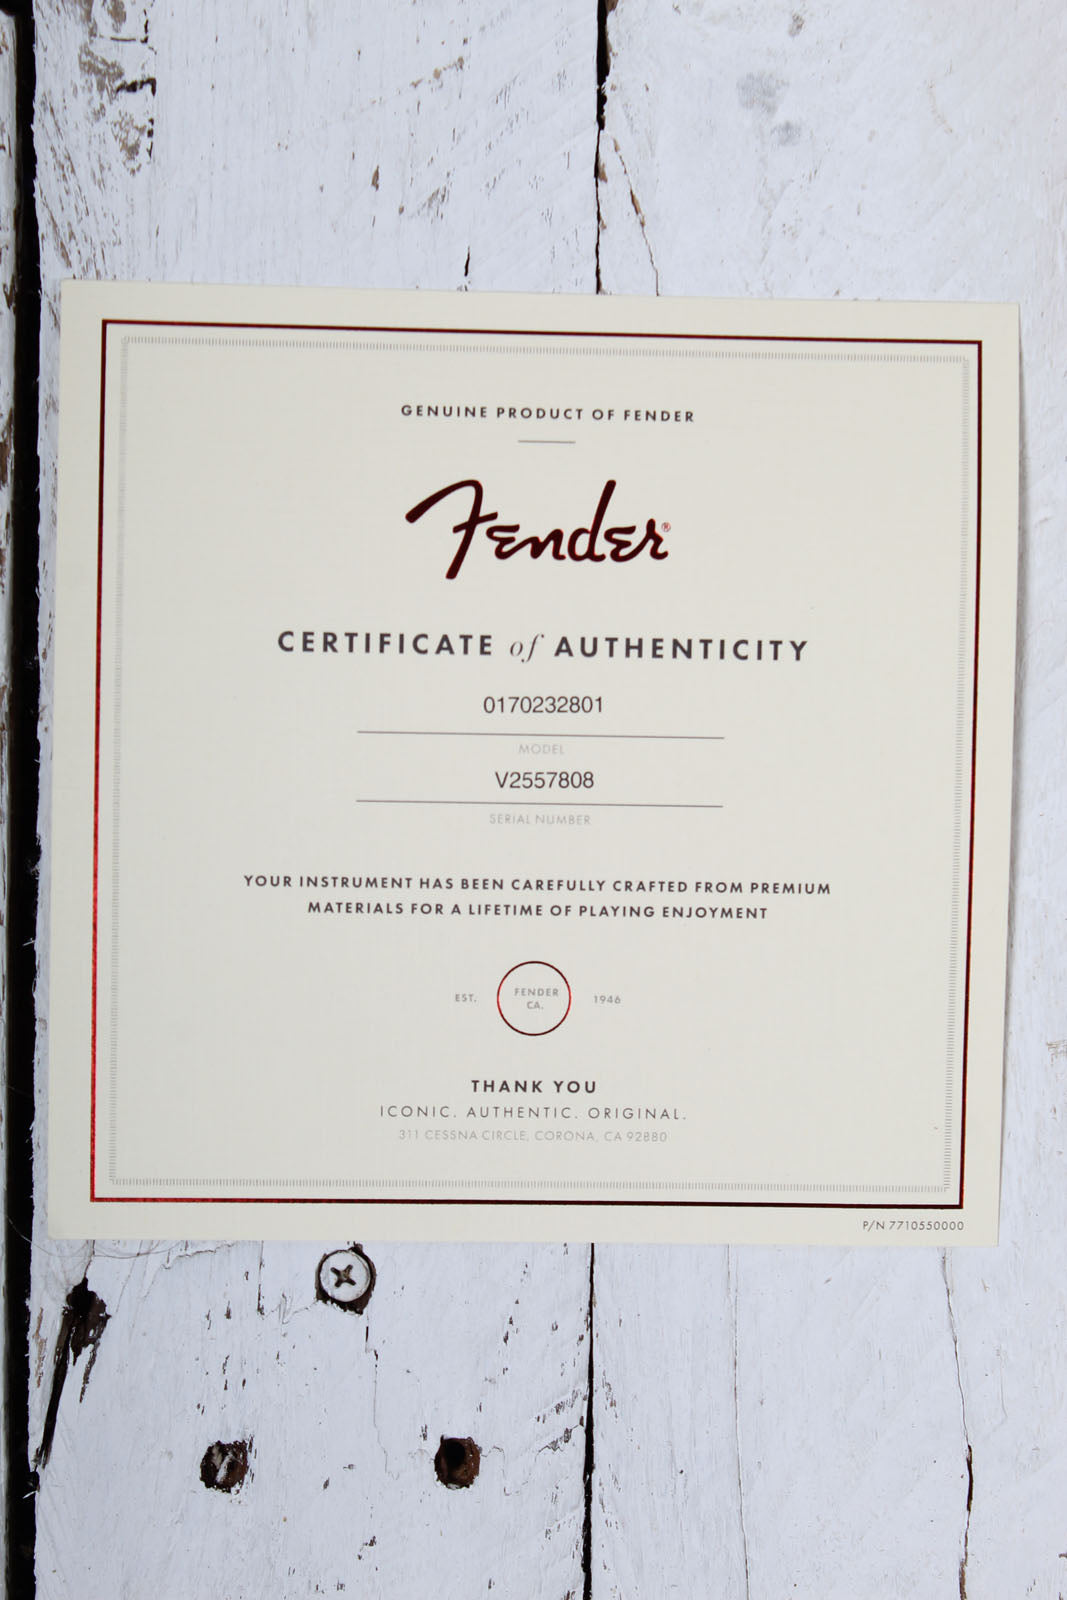 GENUINE PRODUCT OF FENDER
Fender®
CERTIFICATE of AUTHENTICITY
0170232801
MODEL
V2557808
SERIAL NUMBER
YOUR INSTRUMENT HAS BEEN CAREFULLY CRAFTED FROM PREMIUM
MATERIALS FOR A LIFETIME OF PLAYING ENJOYMENT
EST. FENDER CA. 1946
THANK YOU
ICONIC. AUTHENTIC. ORIGINAL.
311 CESSNA CIRCLE, CORONA, CA 92880
P/N 7710550000